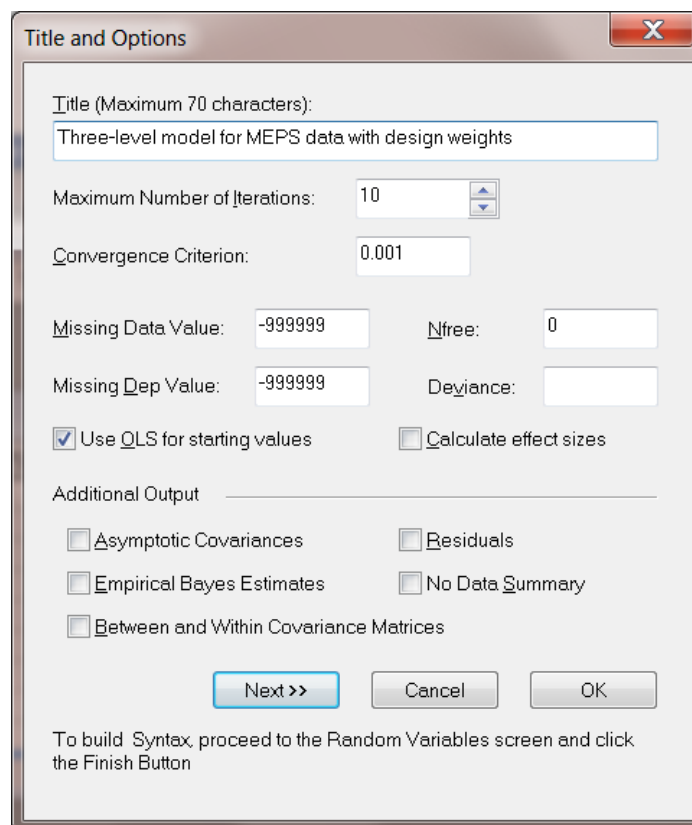 Title and Options
X
Title (Maximum 70 characters):
Three-level model for MEPS data with design weights
Maximum Number of Iterations: 10
Convergence Criterion: 0.001
Missing Data Value: -999999 Nfree: 0
Missing Dep Value: -999999 Deviance:
Use OLS for starting values Calculate effect sizes
Additional Output
Asymptotic Covariances Residuals
Empirical Bayes Estimates No Data Summary
Between and Within Covariance Matrices
Next >> Cancel OK
To build Syntax, proceed to the Random Variables screen and click
the Finish Button